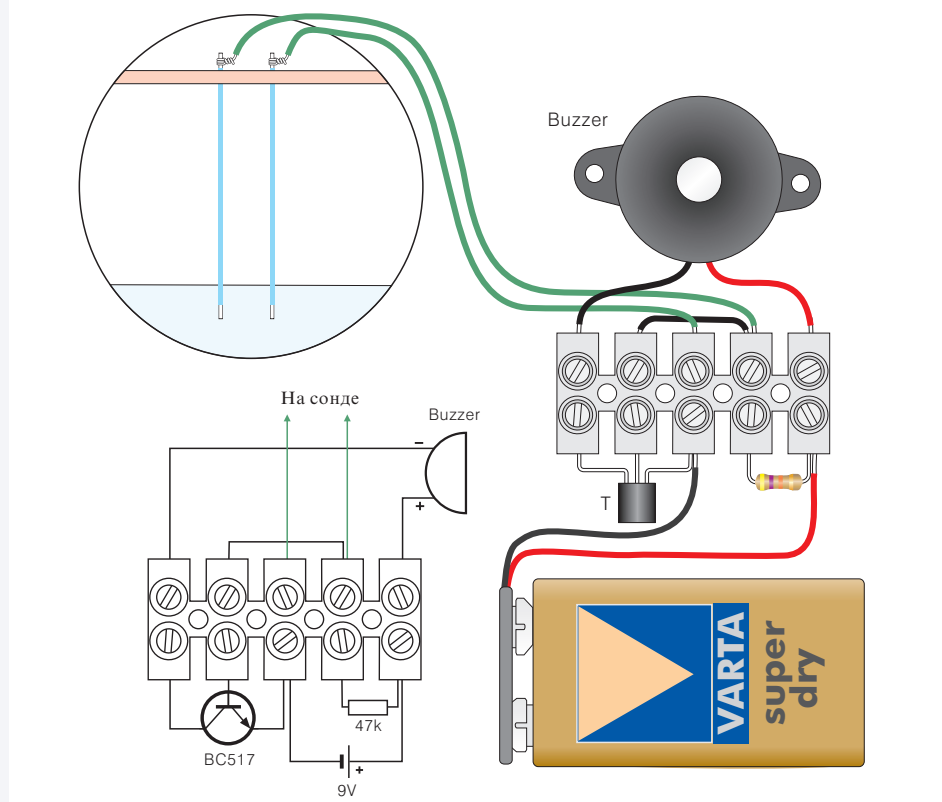 Buzzer
На сонде
Buzzer
–
+
T
47k
BC517
+
9V
VARTA
super
dry